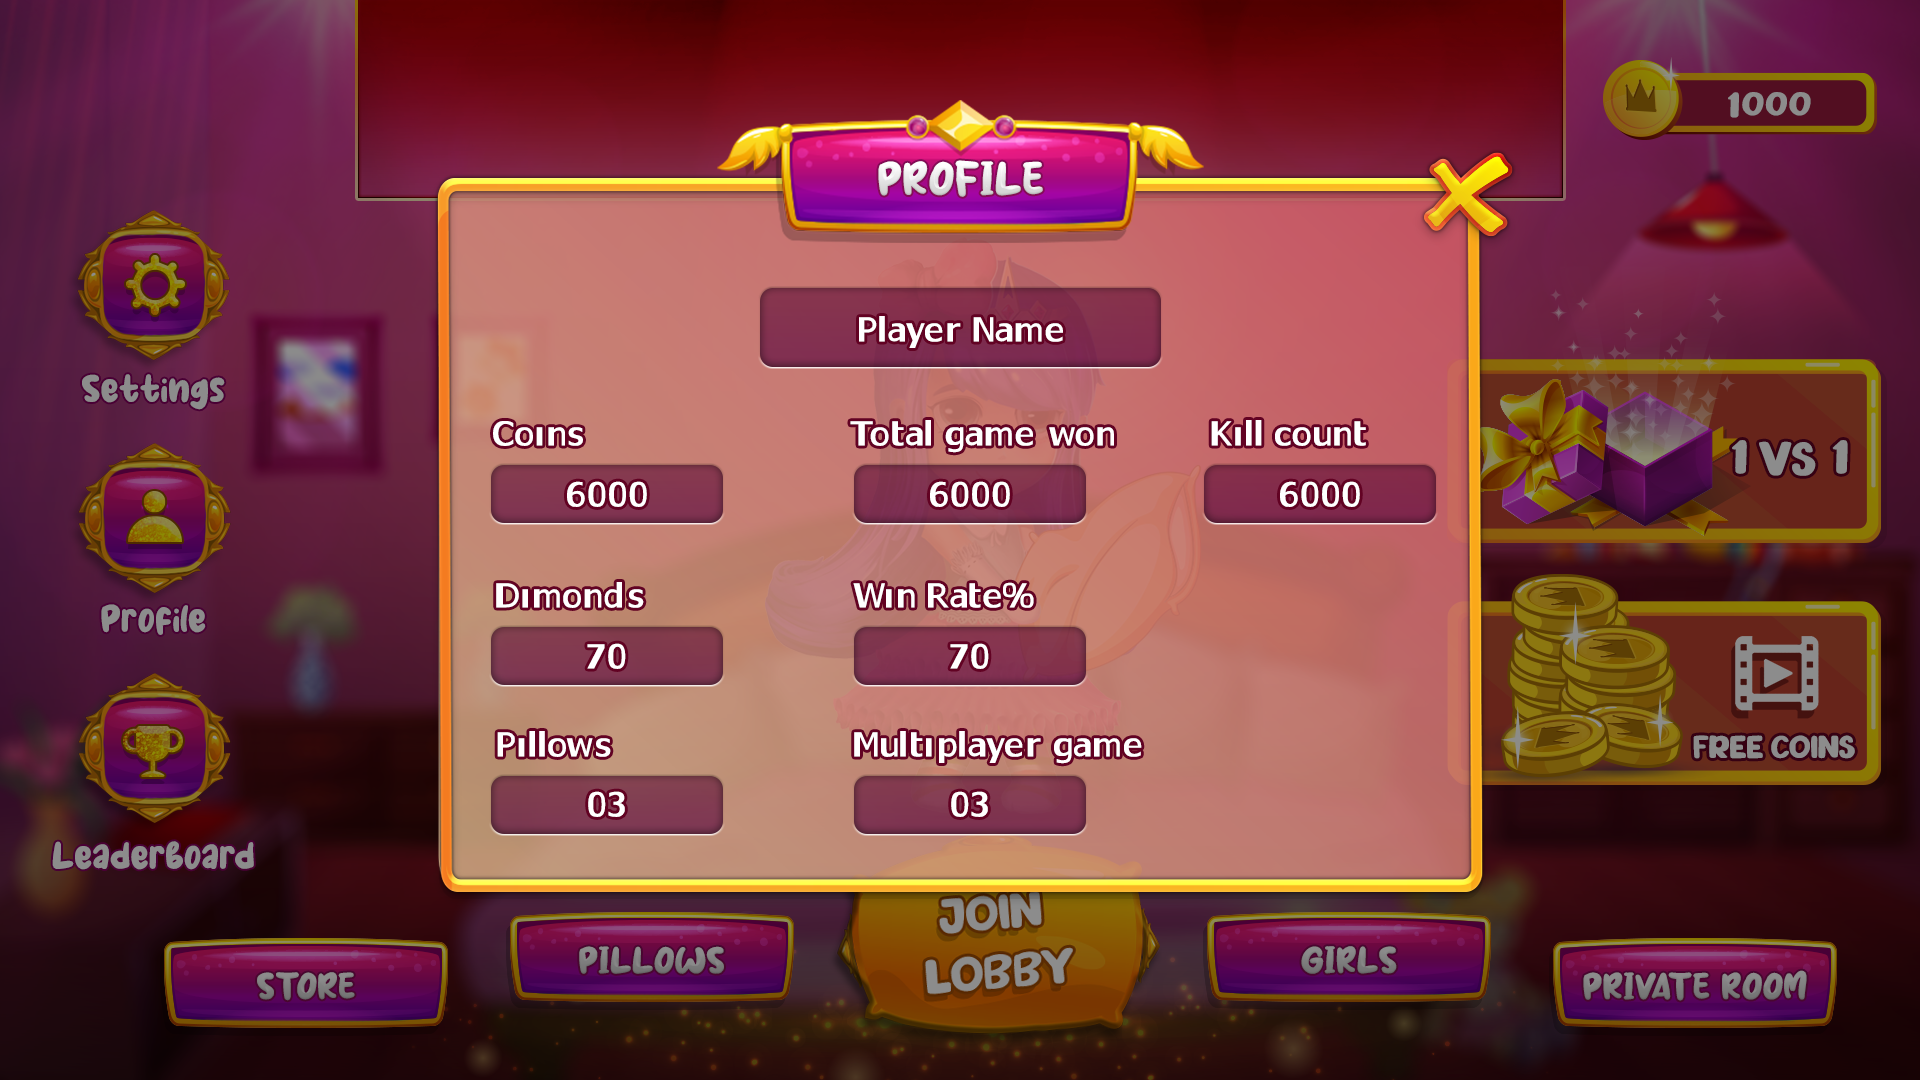 1000
PROFILE
Player Name
Settings
Coins
Total game won
Kill count
6000
6000
6000
1 VS 1
Profile
Dimonds
Win Rate%
70
70
Pillows
Multiplayer game
03
03
FREE COINS
LeaderBoard
JOIN
LOBBY
STORE
PILLOWS
GIRLS
PRIVATE ROOM